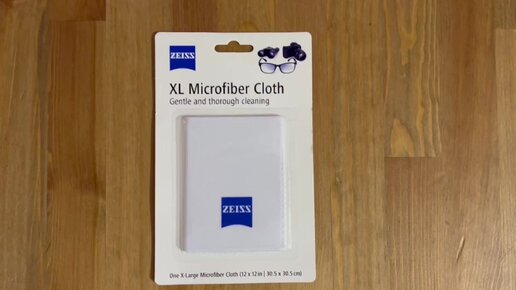 ZEISS
XL Microfiber Cloth
Gentle and thorough cleaning
ZEISS
One X-Large Microfiber Cloth (12 x 12 in | 30.5 x 30.5 cm)